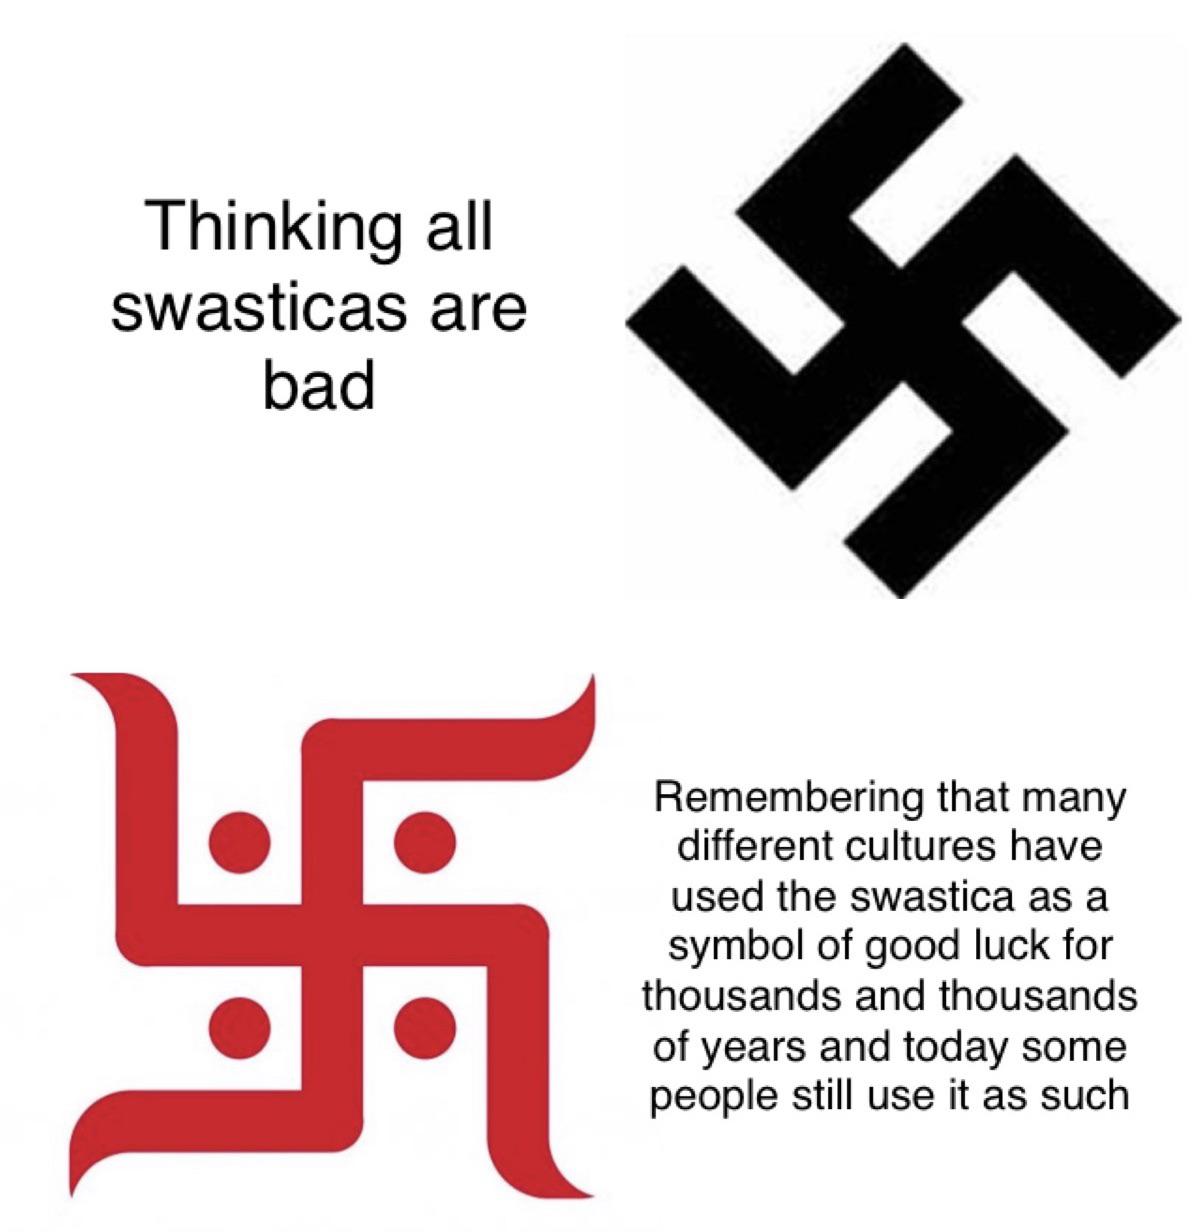 Thinking all
swasticas are
bad
Remembering that many
different cultures have
used the swastica as a
symbol of good luck for
thousands and thousands
of years and today some
people still use it as such